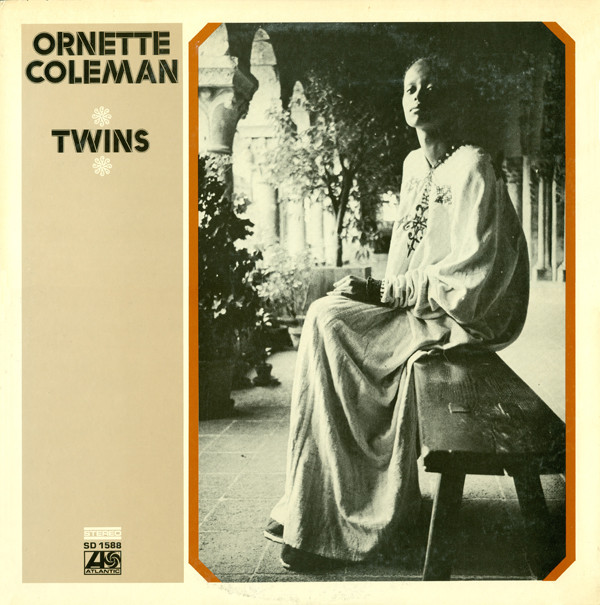 ORNETTE
COLEMAN
TWINS
STEREO
SD 1588
ATLANTIC